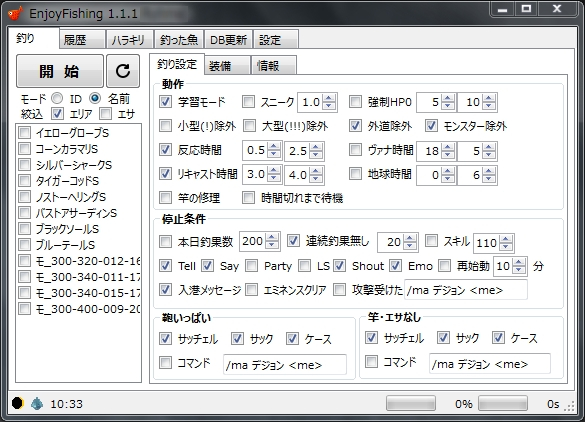 EnjoyFishing 1.1.1
釣り 履歴 ハラキリ 釣った魚 DB更新 設定
開 始
モード ID 名前
絞込 エリア エサ
イエローグローブS
コーンカラマリS
シルバーシャークS
タイガーコッドS
ノストーヘリングS
バストアサーディンS
ブラックソールS
ブルーテールS
モ_300-320-012-16
モ_300-340-011-17
モ_300-340-015-17
モ_300-400-009-20
釣り設定 装備 情報
動作
学習モード スニーク 1.0 強制HP0 5 10
小型(!)除外 大型(!!!)除外 外道除外 モンスター除外
反応時間 0.5 2.5 ヴァナ時間 18 5
リキャスト時間 3.0 4.0 地球時間 0 6
竿の修理 時間切れまで待機
停止条件
本日釣果数 200 連続釣果無し 20 スキル 110
Tell Say Party LS Shout Emo 再始動 10 分
入港メッセージ エミネンスクリア 攻撃受けた /ma デジョン <me>
鞄いっぱい
サッチェル サック ケース
コマンド /ma デジョン <me>
竿・エサなし
サッチェル サック ケース
コマンド /ma デジョン <me>
10:33 0% 0s